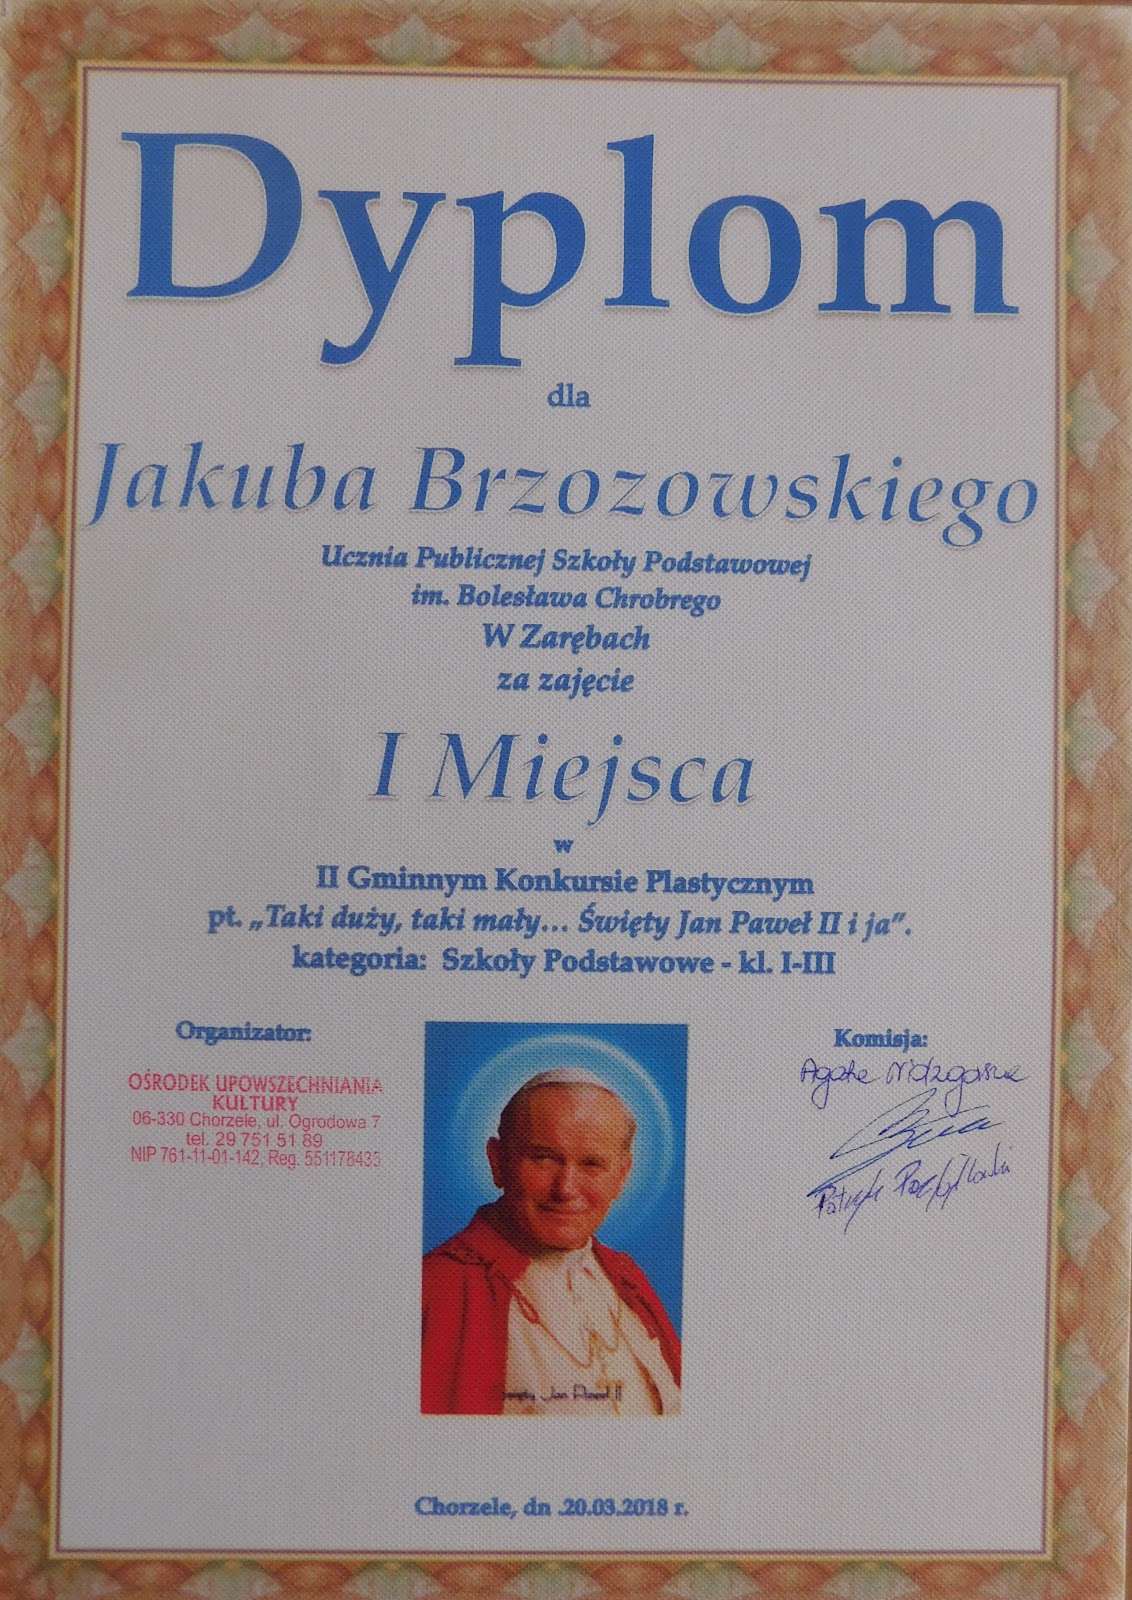 Dyplom
dla
Jakuba Brzozowskiego
Ucznia Publicznej Szkoły Podstawowej
im. Bolesława Chrobrego
W Zarębach
za zajęcie
I Miejsca
w
II Gminnym Konkursie Plastycznym
pt. „Taki duży, taki mały... Święty Jan Paweł II i ja”.
kategoria: Szkoły Podstawowe - kl. I-III
Organizator:
OŚRODEK UPOWSZECHNIANIA
KULTURY
06-330 Chorzele, ul. Ogrodowa 7
tel. 29 751 51 89
NIP 761-11-01-142, Reg. 551178435
Komisja:
Agata
Patryk
Jan Paweł II
Chorzele, dn .20.03.2018 r.